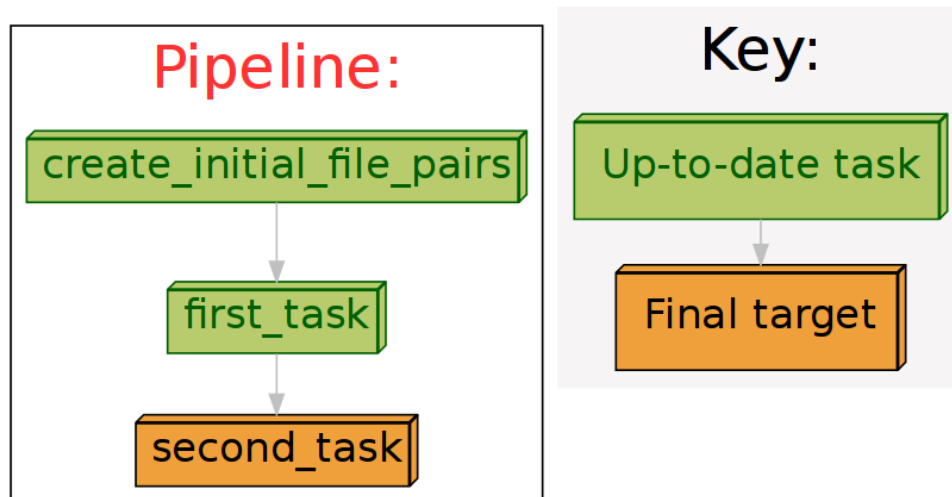 Pipeline:
create_initial_file_pairs
first_task
second_task
Key:
Up-to-date task
Final target